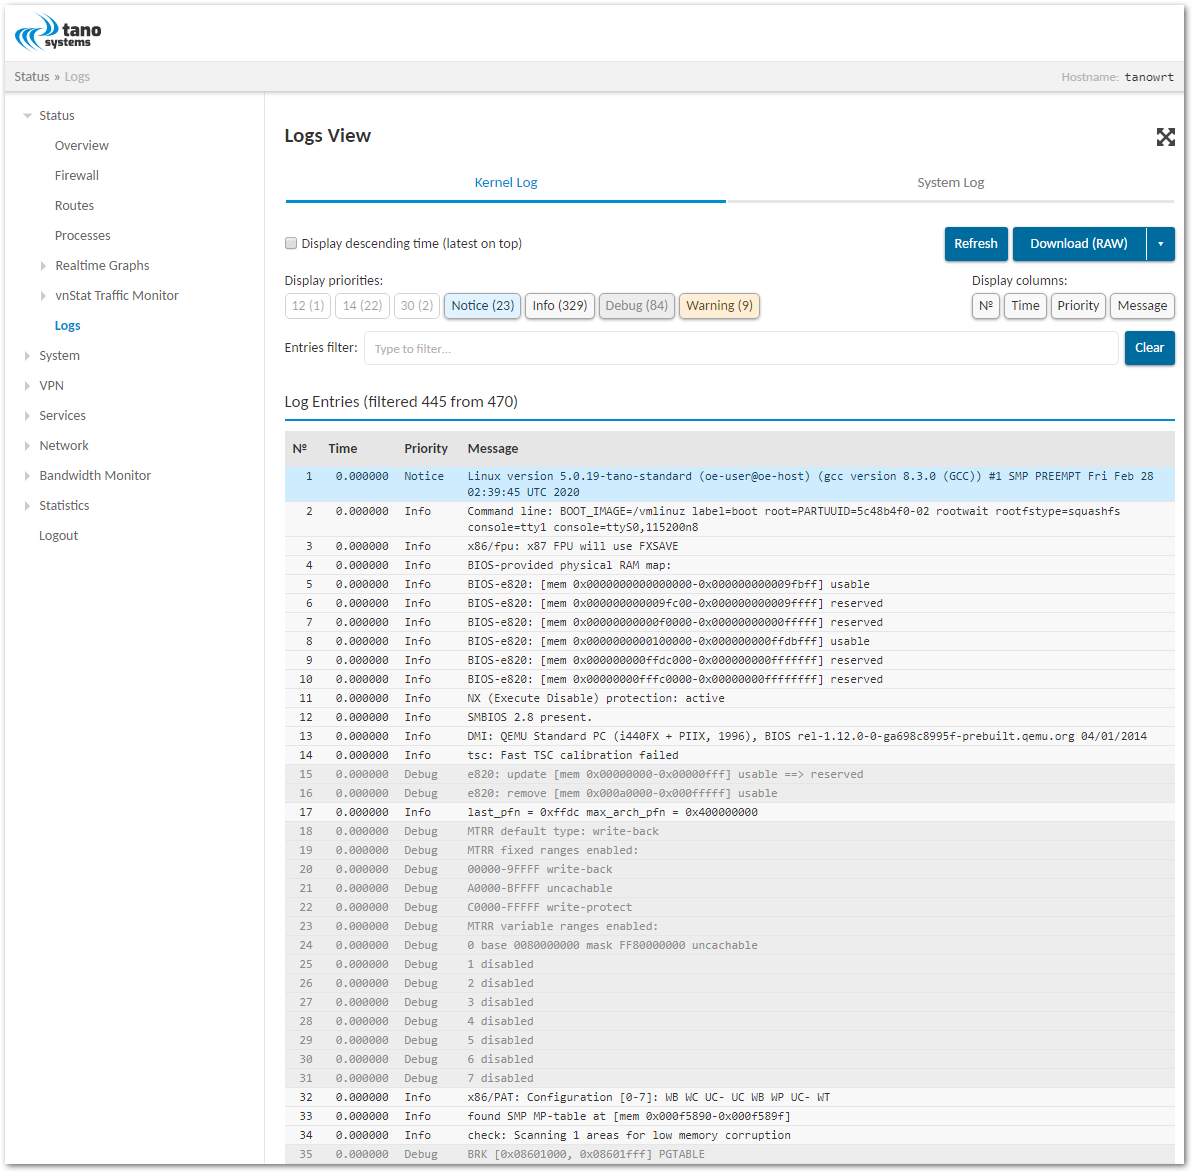 tano
systems
Status » Logs
Hostname: tanowrt
Status
Overview
Firewall
Routes
Processes
Realtime Graphs
vnStat Traffic Monitor
Logs
System
VPN
Services
Network
Bandwidth Monitor
Statistics
Logout
Logs View
Kernel Log
System Log
Display descending time (latest on top)
Refresh
Download (RAW)
Display priorities:
Display columns:
12 (1) 14 (22) 30 (2) Notice (23) Info (329) Debug (84) Warning (9)
Nº Time Priority Message
Entries filter: Type to filter... Clear
Log Entries (filtered 445 from 470)
Nº Time Priority Message
1 0.000000 Notice Linux version 5.0.19-tano-standard (oe-user@oe-host) (gcc version 8.3.0 (GCC)) #1 SMP PREEMPT Fri Feb 28
02:39:45 UTC 2020
2 0.000000 Info Command line: BOOT_IMAGE=/vmlinuz label=boot root=PARTUUID=5c48b4f0-02 rootwait rootfstype=squashfs
console=tty1 console=ttyS0,115200n8
3 0.000000 Info x86/fpu: x87 FPU will use FXSAVE
4 0.000000 Info BIOS-provided physical RAM map:
5 0.000000 Info BIOS-e820: [mem 0x0000000000000000-0x000000000009fbff] usable
6 0.000000 Info BIOS-e820: [mem 0x000000000009fc00-0x000000000009ffff] reserved
7 0.000000 Info BIOS-e820: [mem 0x00000000000f0000-0x00000000000fffff] reserved
8 0.000000 Info BIOS-e820: [mem 0x0000000000100000-0x000000000ffdbfff] usable
9 0.000000 Info BIOS-e820: [mem 0x000000000ffdc000-0x000000000fffffff] reserved
10 0.000000 Info BIOS-e820: [mem 0x00000000fffc0000-0x00000000ffffffff] reserved
11 0.000000 Info NX (Execute Disable) protection: active
12 0.000000 Info SMBIOS 2.8 present.
13 0.000000 Info DMI: QEMU Standard PC (i440FX + PIIX, 1996), BIOS rel-1.12.0-0-ga698c8995f-prebuilt.qemu.org 04/01/2014
14 0.000000 Info tsc: Fast TSC calibration failed
15 0.000000 Debug e820: update [mem 0x00000000-0x00000fff] usable ==> reserved
16 0.000000 Debug e820: remove [mem 0x000a0000-0x000fffff] usable
17 0.000000 Info last_pfn = 0xffdc max_arch_pfn = 0x400000000
18 0.000000 Debug MTRR default type: write-back
19 0.000000 Debug MTRR fixed ranges enabled:
20 0.000000 Debug 00000-9FFFF write-back
21 0.000000 Debug A0000-BFFFF uncachable
22 0.000000 Debug C0000-FFFFF write-protect
23 0.000000 Debug MTRR variable ranges enabled:
24 0.000000 Debug 0 base 0080000000 mask FF80000000 uncachable
25 0.000000 Debug 1 disabled
26 0.000000 Debug 2 disabled
27 0.000000 Debug 3 disabled
28 0.000000 Debug 4 disabled
29 0.000000 Debug 5 disabled
30 0.000000 Debug 6 disabled
31 0.000000 Debug 7 disabled
32 0.000000 Info x86/PAT: Configuration [0-7]: WB WC UC- UC WB WP UC- WT
33 0.000000 Info found SMP MP-table at [mem 0x000f5890-0x000f589f]
34 0.000000 Info check: Scanning 1 areas for low memory corruption
35 0.000000 Debug BRK [0x08601000, 0x08601fff] PGTABLE